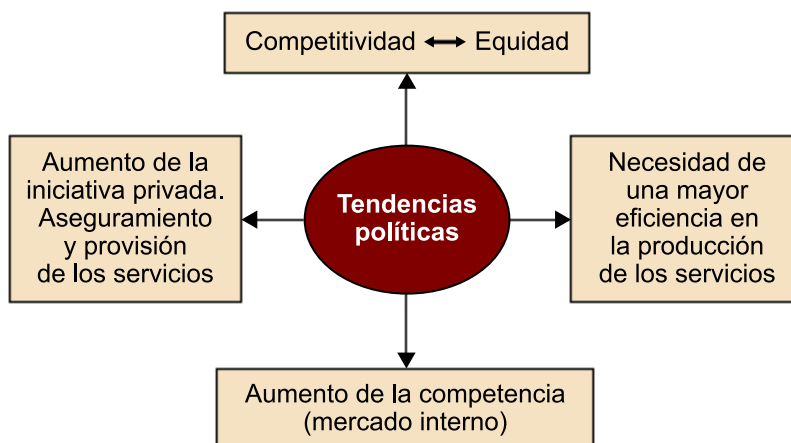 Competitividad ↔ Equidad
Aumento de la
iniciativa privada.
Aseguramiento
y provisión
de los servicios
Tendencias
políticas
Necesidad de
una mayor
eficiencia en
la producción
de los servicios
Aumento de la competencia
(mercado interno)